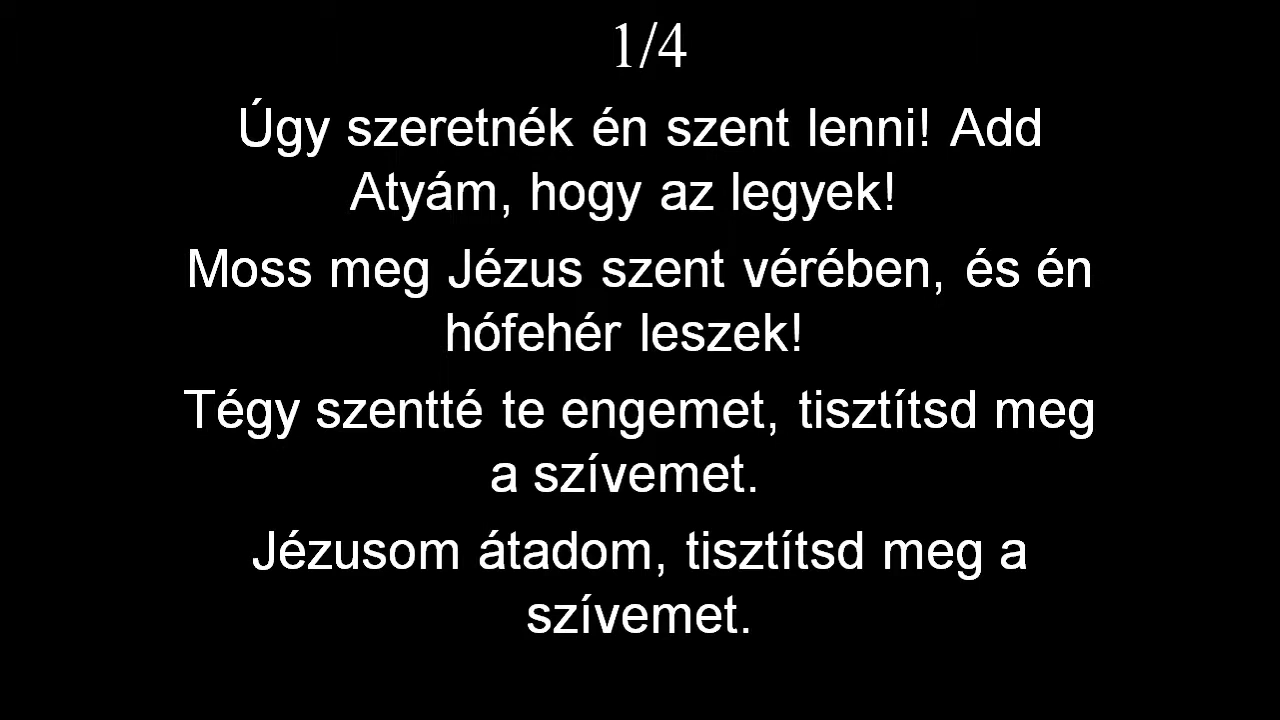 1/4
Úgy szeretnék én szent lenni! Add
Atyám, hogy az legyek!
Moss meg Jézus szent vérében, és én
hófehér leszek!
Tégy szentté te engemet, tisztítsd meg
a szívemet.
Jézusom átadom, tisztítsd meg a
szívemet.